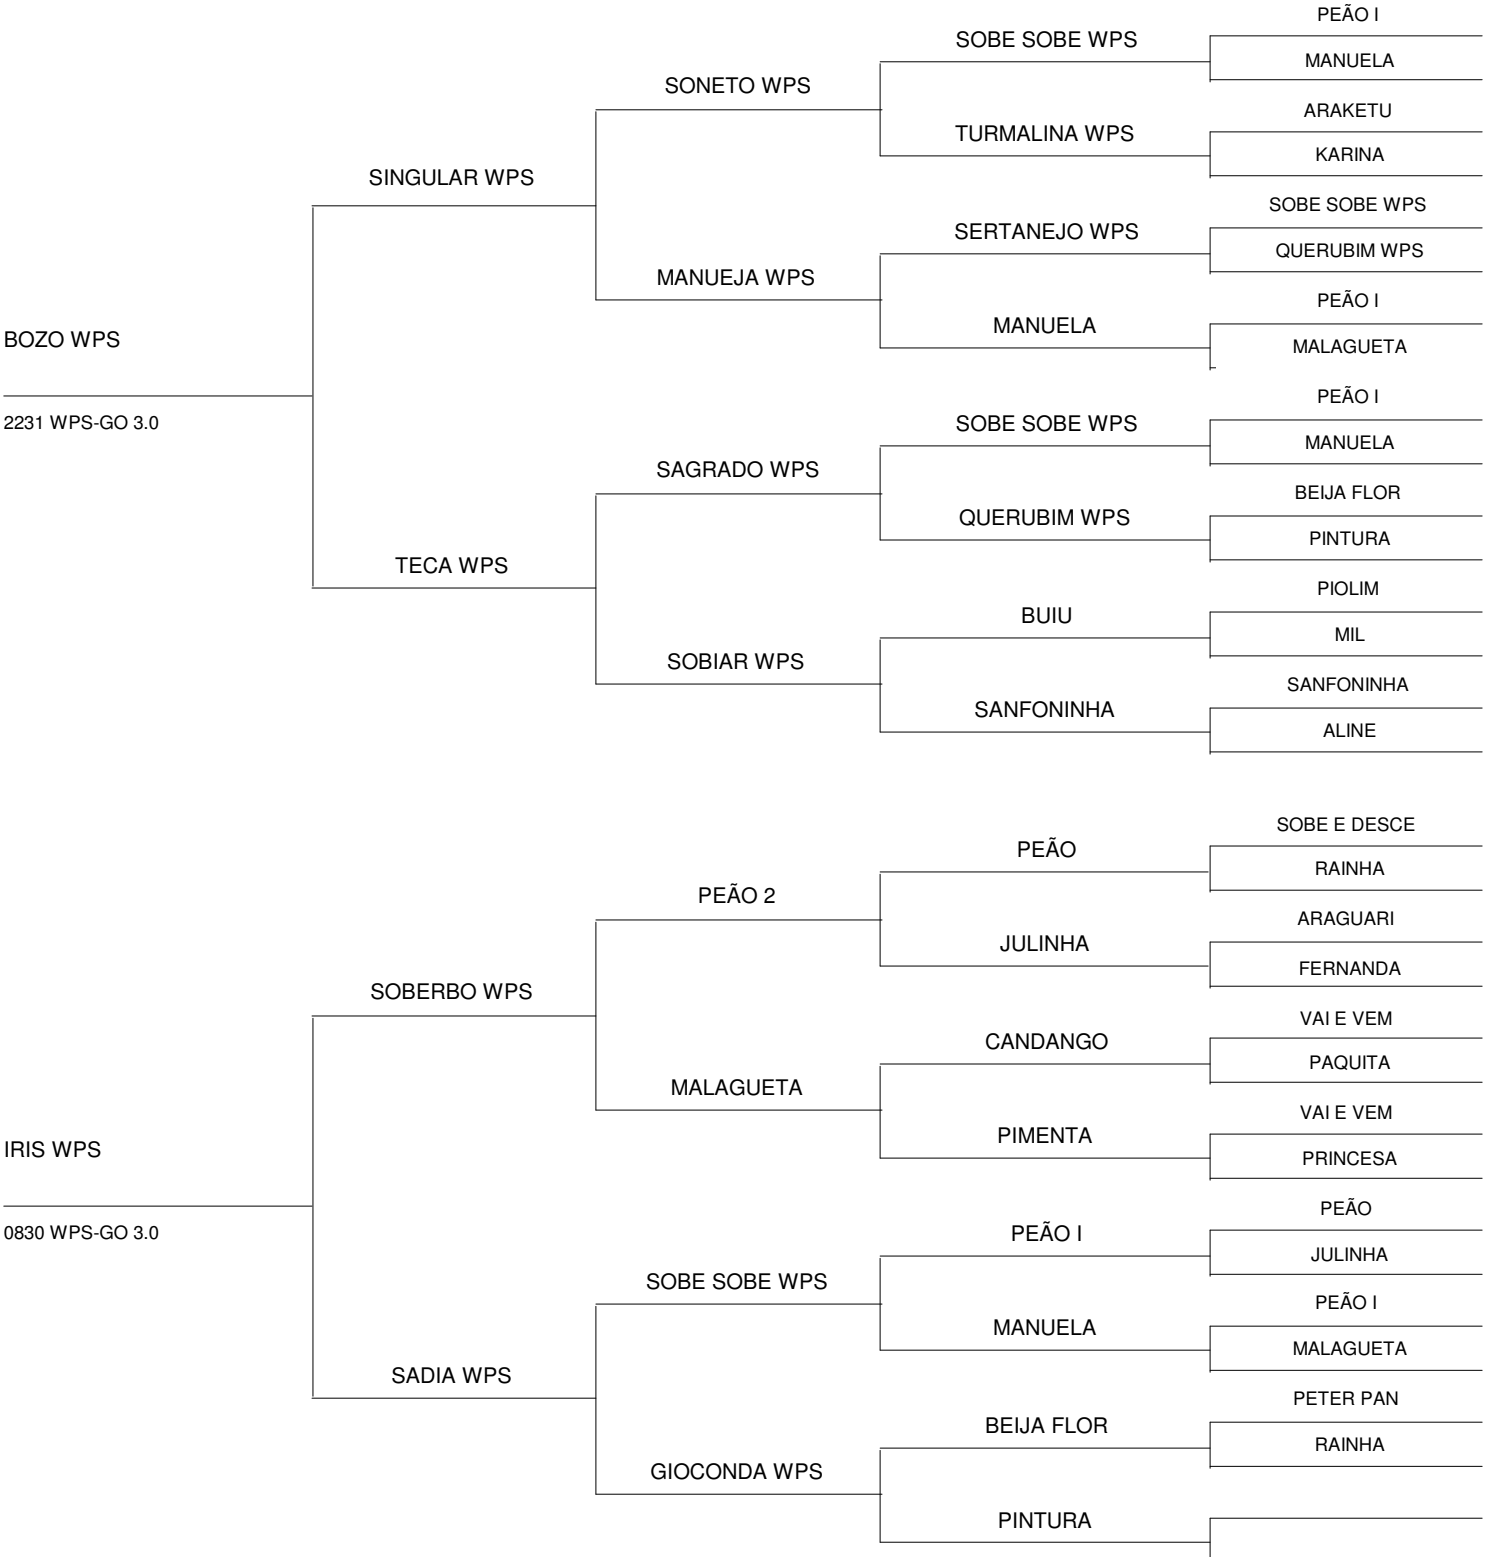 PEÃO I
SOBE SOBE WPS
MANUELA
SONETO WPS
ARAKETU
TURMALINA WPS
KARINA
SINGULAR WPS
SOBE SOBE WPS
SERTANEJO WPS
QUERUBIM WPS
MANUEJA WPS
PEÃO I
MANUELA
MALAGUETA
BOZO WPS
PEÃO I
2231 WPS-GO 3.0
SOBE SOBE WPS
MANUELA
SAGRADO WPS
BEIJA FLOR
QUERUBIM WPS
PINTURA
TECA WPS
PIOLIM
BUIU
MIL
SOBIAR WPS
SANFONINHA
SANFONINHA
ALINE
SOBE E DESCE
PEÃO
RAINHA
PEÃO 2
ARAGUARI
JULINHA
FERNANDA
SOBERBO WPS
VAI E VEM
CANDANGO
PAQUITA
MALAGUETA
VAI E VEM
PIMENTA
PRINCESA
IRIS WPS
PEÃO
0830 WPS-GO 3.0
PEÃO I
JULINHA
SOBE SOBE WPS
PEÃO I
MANUELA
MALAGUETA
SADIA WPS
PETER PAN
BEIJA FLOR
RAINHA
GIOCONDA WPS
PINTURA